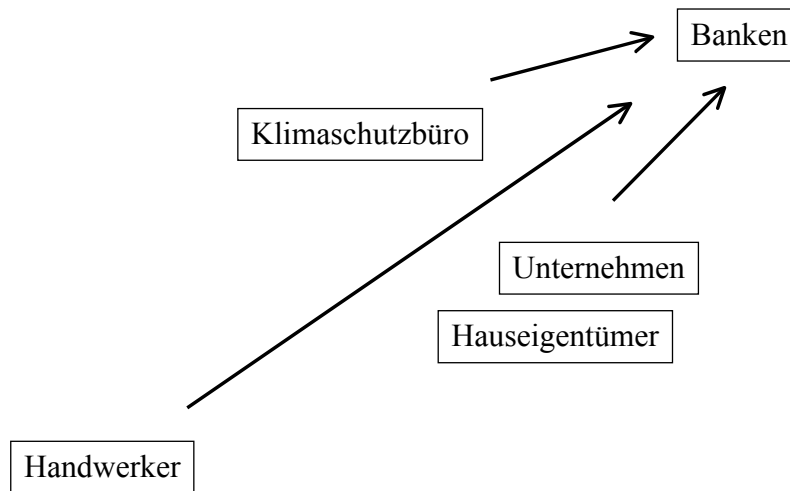 Banken
Klimaschutzbüro
Unternehmen
Hauseigentümer
Handwerker